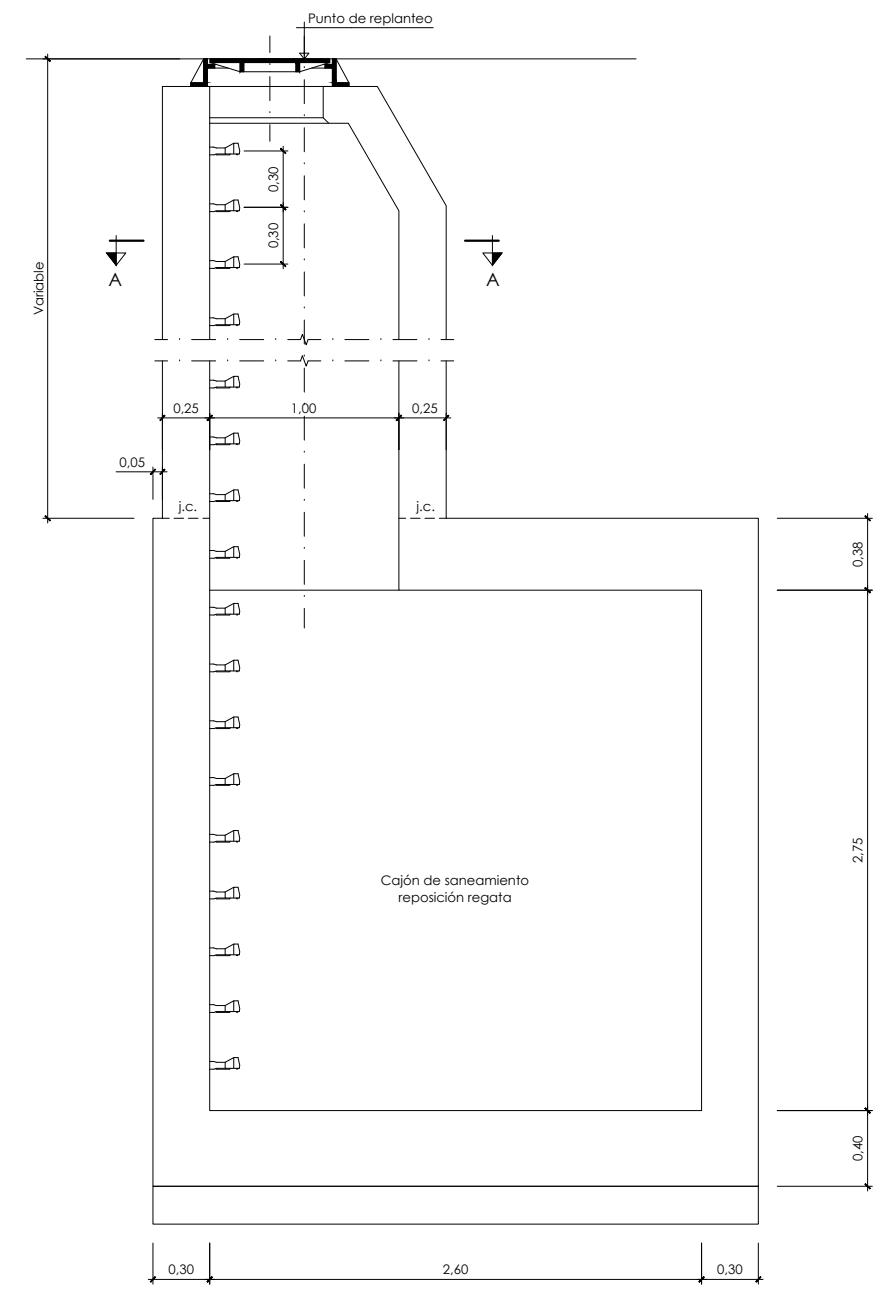 Punto de replanteo
0,30
0,30
A
A
Variable
0,25
1,00
0,25
0,05
j.c.
j.c.
0,38
2,75
Cajón de saneamiento
reposición regata
0,40
0,30
2,60
0,30